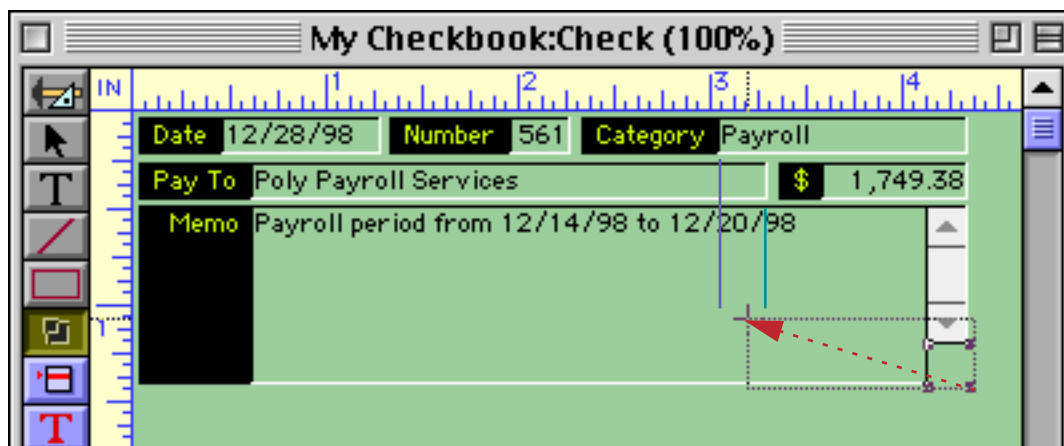 My Checkbook:Check (100%)
IN 1 2 3 4
Date 12/28/98 Number 561 Category Payroll
T
Pay To Poly Payroll Services $ 1,749.38
Memo Payroll period from 12/14/98 to 12/20/98
1
T